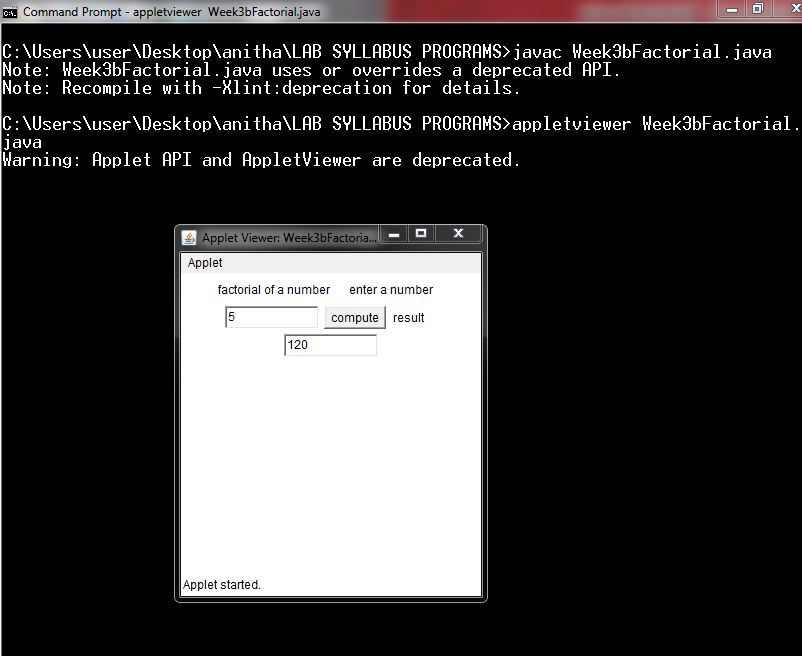 Command Prompt - appletviewer  Week3bFactorial.java
C:\Users\user\Desktop\anitha\LAB SYLLABUS PROGRAMS>javac Week3bFactorial.java
Note: Week3bFactorial.java uses or overrides a deprecated API.
Note: Recompile with -Xlint:deprecation for details.
C:\Users\user\Desktop\anitha\LAB SYLLABUS PROGRAMS>appletviewer Week3bFactorial.
java
Warning: Applet API and AppletViewer are deprecated.
Applet Viewer: Week3bFactoria...
Applet
factorial of a number enter a number
5 compute result
120
Applet started.